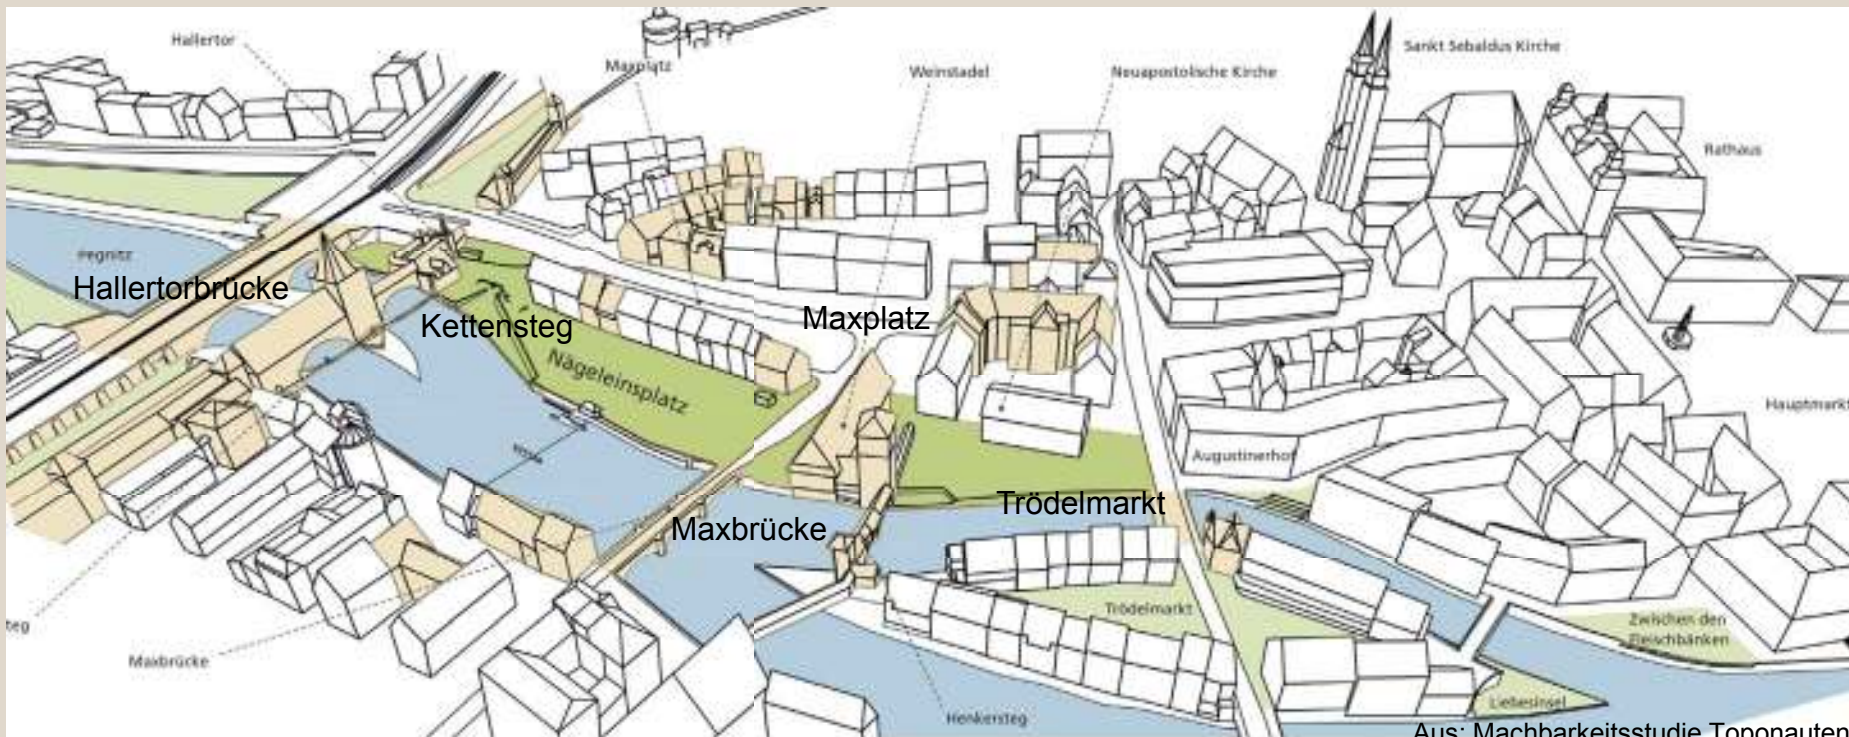 Hallertor
Maxplatz
Weinstadel
Neuapostolische Kirche
Sankt Sebaldus Kirche
Rathaus
Pegnitz
Hallertorbrücke
Kettensteg
Maxplatz
Nägeleinsplatz
Hauptmarkt
Augustinerhof
Trödelmarkt
Maxbrücke
Trödelmarkt
Zwischen den
Fleischbänken
teg
Maxbrücke
Liebesinsel
Henkersteg
Aus: Machbarkeitsstudie Toponauten